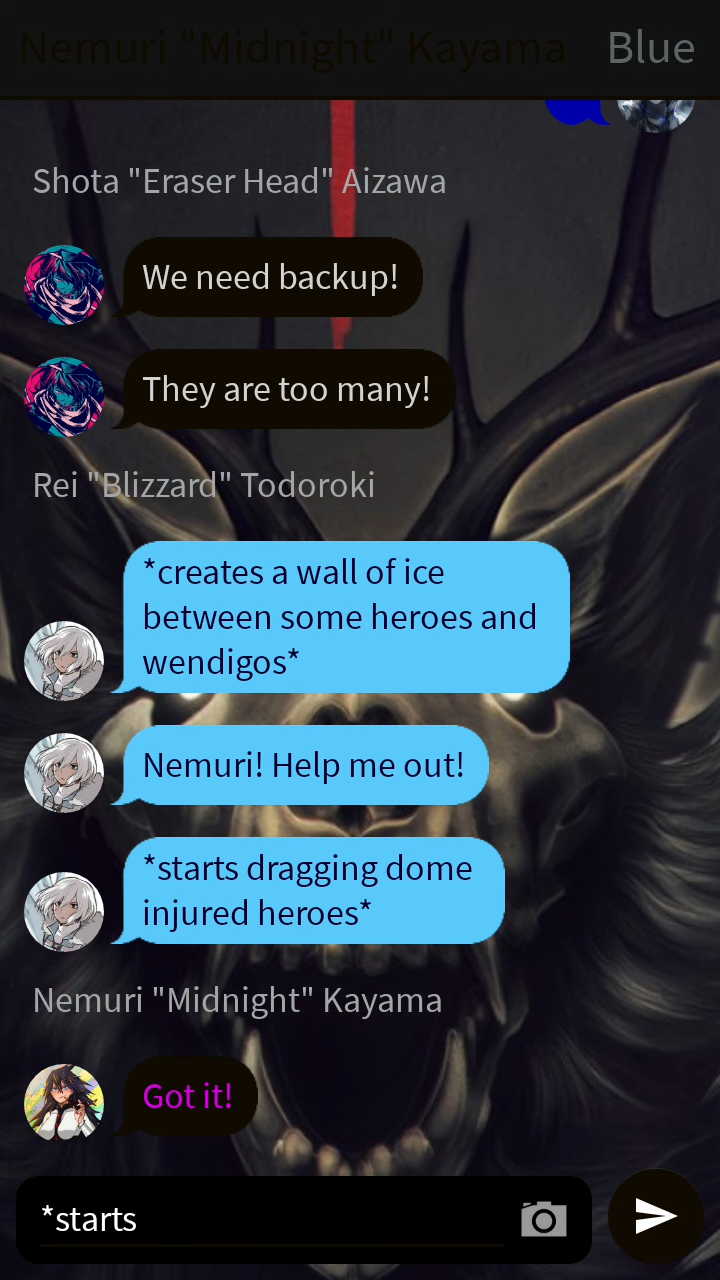 Nemuri "Midnight" Kayama Blue
Shota "Eraser Head" Aizawa
We need backup!
They are too many!
Rei "Blizzard" Todoroki
*creates a wall of ice
between some heroes and
wendigos*
Nemuri! Help me out!
*starts dragging dome
injured heroes*
Nemuri "Midnight" Kayama
Got it!
*starts